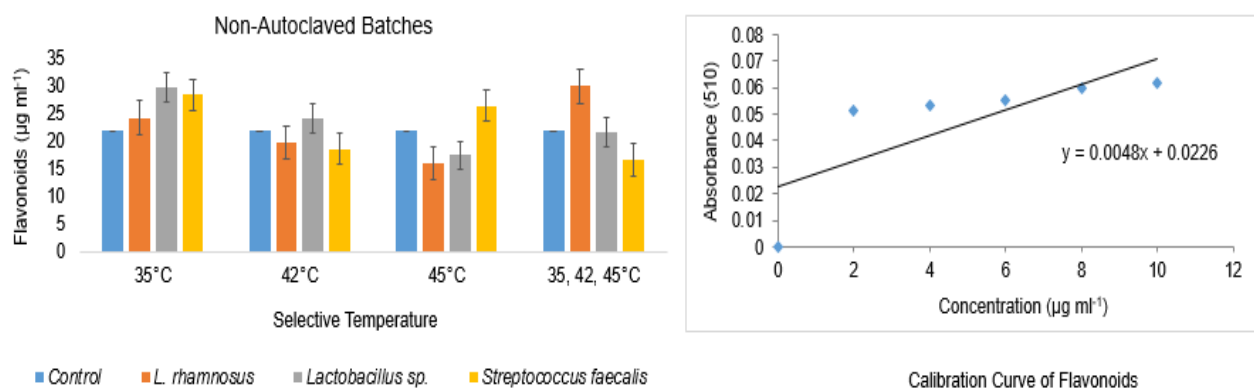 Non-Autoclaved Batches
Flavonoids (µg ml⁻¹)
35
30
25
20
15
10
5
0
35°C 42°C 45°C 35, 42, 45°C
Selective Temperature
Control L. rhamnosus Lactobacillus sp. Streptococcus faecalis
Absorbance (510)
0.08
0.07
0.06
0.05
0.04
0.03
0.02
0.01
0
y = 0.0048x + 0.0226
0 2 4 6 8 10 12
Concentration (µg ml⁻¹)
Calibration Curve of Flavonoids